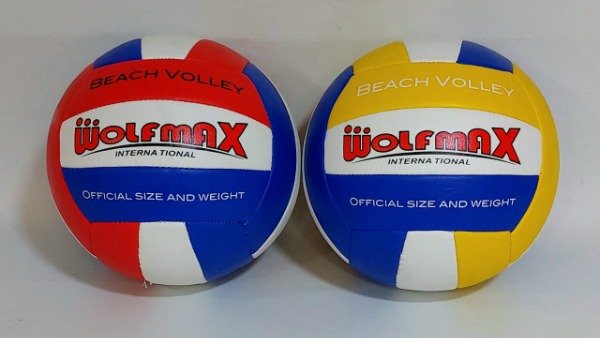 BEACH VOLLEY
WOLFMAX
INTERNATIONAL
OFFICIAL SIZE AND WEIGHT
BEACH VOLLEY
WOLFMAX
INTERNATIONAL
OFFICIAL SIZE AND WEIGHT